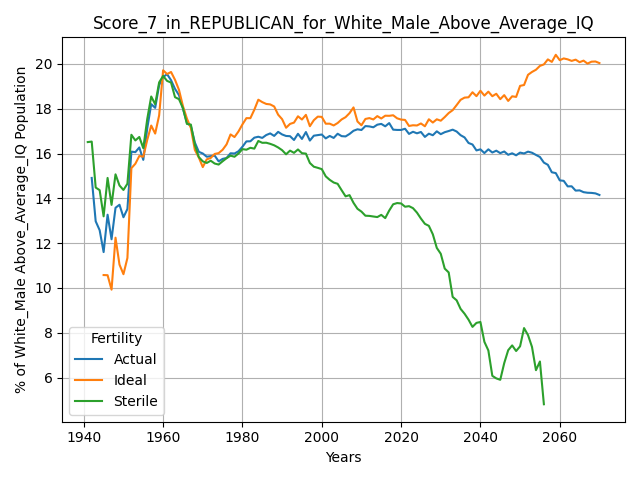 Score_7_in_REPUBLICAN_for_White_Male_Above_Average_IQ
% of White_Male Above_Average_IQ Population
20
18
16
14
12
10
8
6
Fertility
Actual
Ideal
Sterile
1940 1960 1980 2000 2020 2040 2060
Years